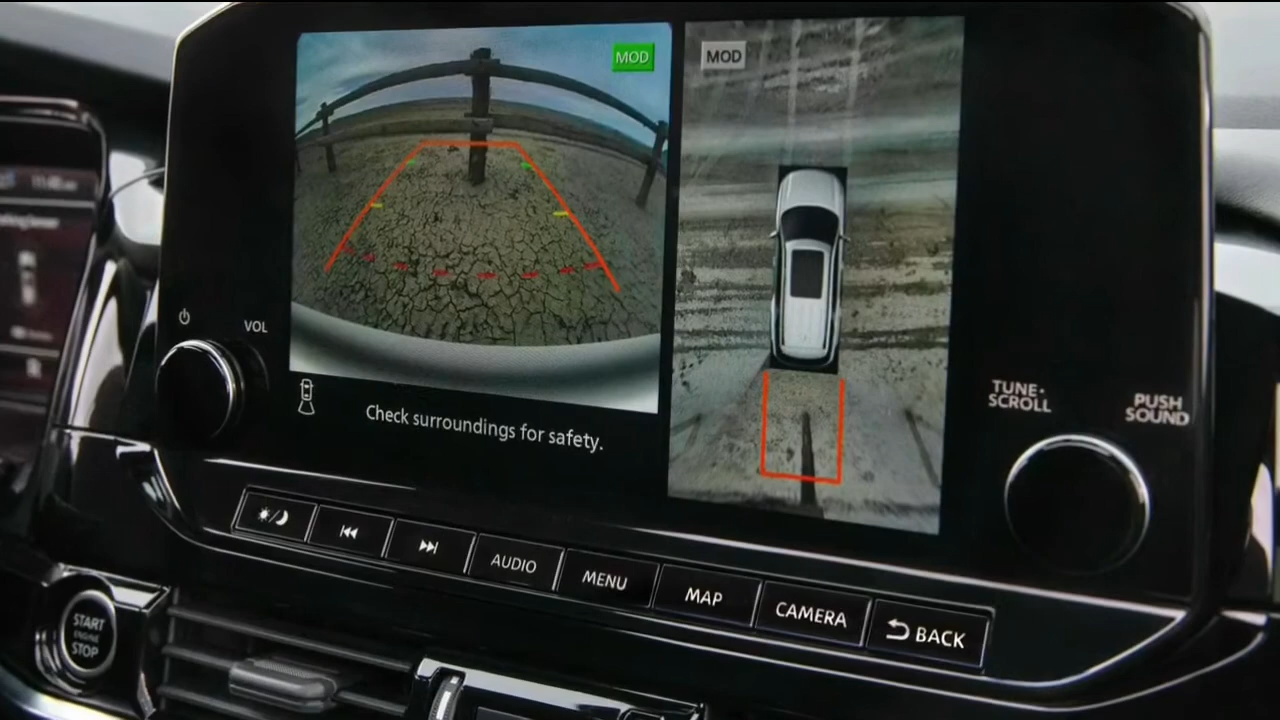 MOD
MOD
VOL
Check surroundings for safety.
TUNE·
SCROLL
PUSH
SOUND
AUDIO
MENU
MAP
CAMERA
BACK
START
ENGINE
STOP